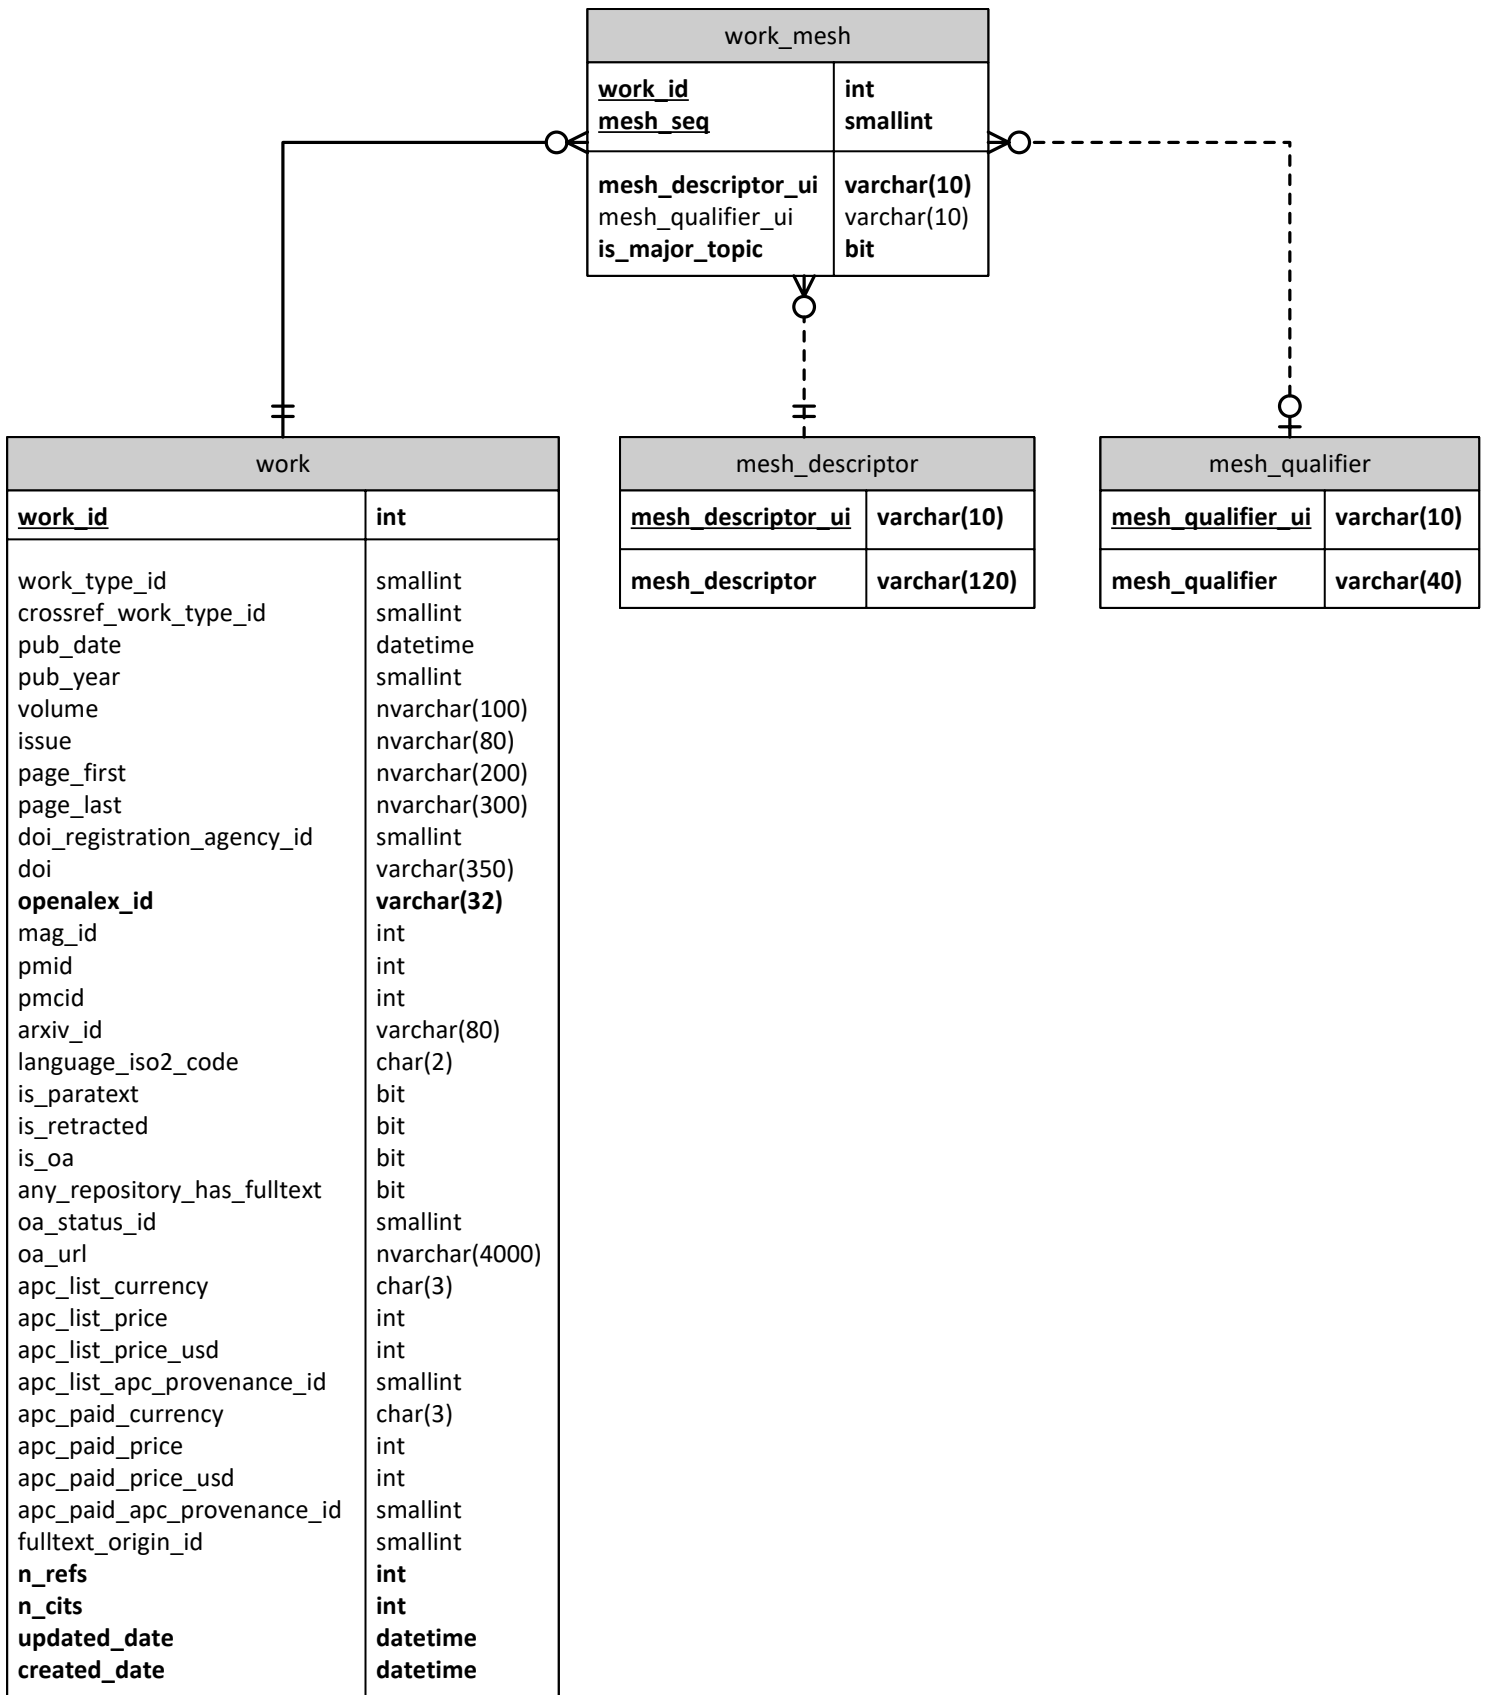 work_mesh
work_id int
mesh_seq smallint
mesh_descriptor_ui varchar(10)
mesh_qualifier_ui varchar(10)
is_major_topic bit
work
work_id int
work_type_id smallint
crossref_work_type_id smallint
pub_date datetime
pub_year smallint
volume nvarchar(100)
issue nvarchar(80)
page_first nvarchar(200)
page_last nvarchar(300)
doi_registration_agency_id smallint
doi varchar(350)
openalex_id varchar(32)
mag_id int
pmid int
pmcid int
arxiv_id varchar(80)
language_iso2_code char(2)
is_paratext bit
is_retracted bit
is_oa bit
any_repository_has_fulltext bit
oa_status_id smallint
oa_url nvarchar(4000)
apc_list_currency char(3)
apc_list_price int
apc_list_price_usd int
apc_list_apc_provenance_id smallint
apc_paid_currency char(3)
apc_paid_price int
apc_paid_price_usd int
apc_paid_apc_provenance_id smallint
fulltext_origin_id smallint
n_refs int
n_cits int
updated_date datetime
created_date datetime
mesh_descriptor
mesh_descriptor_ui varchar(10)
mesh_descriptor varchar(120)
mesh_qualifier
mesh_qualifier_ui varchar(10)
mesh_qualifier varchar(40)